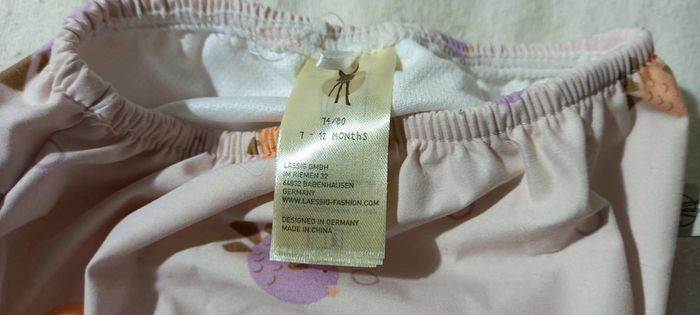 74/80
7 - 12 MONTHS
LÄSSIG GMBH
IM RIEMEN 32
64832 BABENHAUSEN
GERMANY
WWW.LAESSIG-FASHION.COM
DESIGNED IN GERMANY
MADE IN CHINA